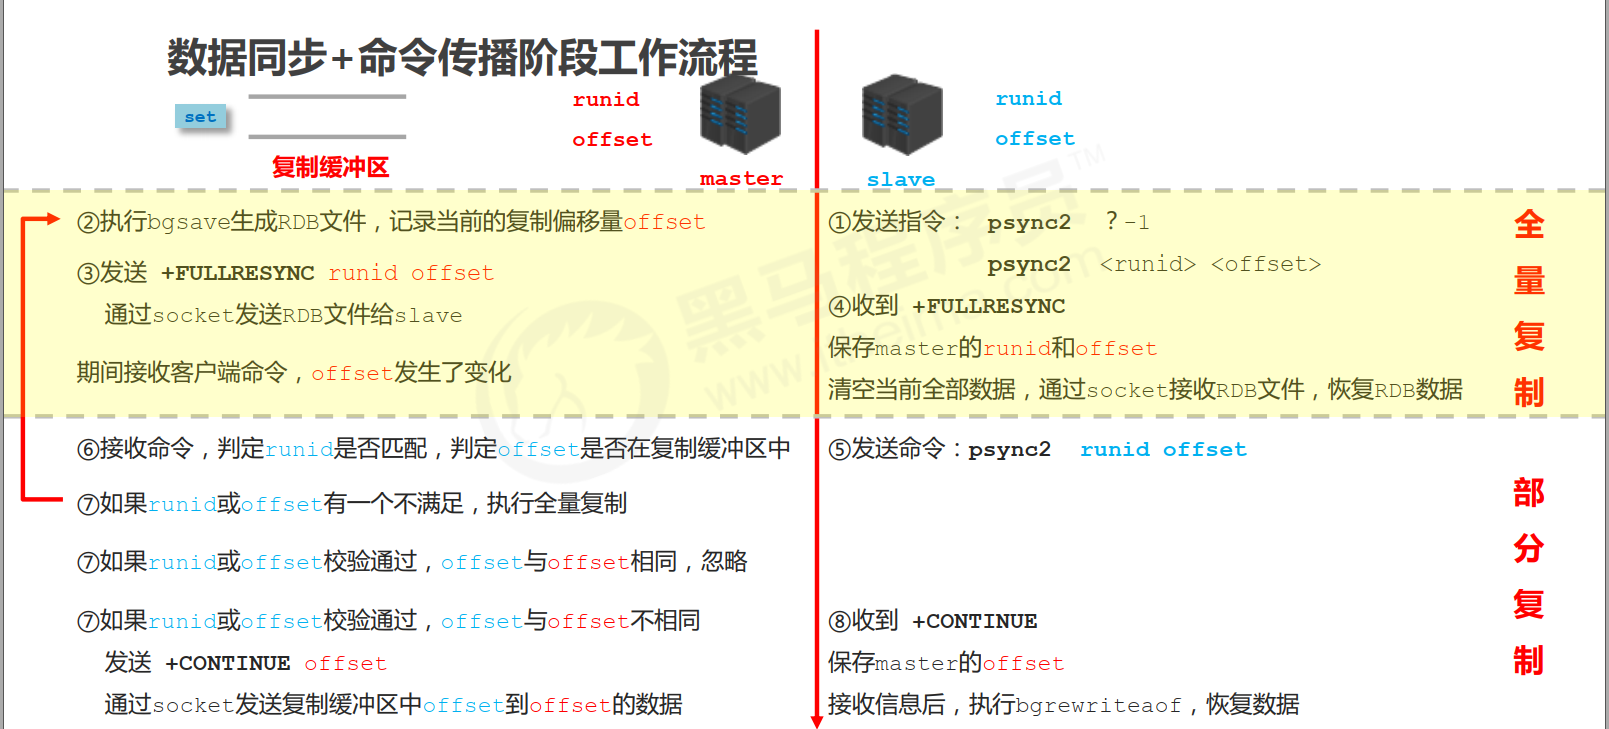 数据同步+命令传播阶段工作流程
set
复制缓冲区
runid
offset
master
runid
offset
slave
全量复制
②执行bgsave生成RDB文件，记录当前的复制偏移量offset
③发送 +FULLRESYNC runid offset
通过socket发送RDB文件给slave
期间接收客户端命令，offset发生了变化
①发送指令： psync2 ？-1
psync2 <runid> <offset>
④收到 +FULLRESYNC
保存master的runid和offset
清空当前全部数据，通过socket接收RDB文件，恢复RDB数据
部分复制
⑥接收命令，判定runid是否匹配，判定offset是否在复制缓冲区中
⑦如果runid或offset有一个不满足，执行全量复制
⑦如果runid或offset校验通过，offset与offset相同，忽略
⑦如果runid或offset校验通过，offset与offset不相同
发送 +CONTINUE offset
通过socket发送复制缓冲区中offset到offset的数据
⑤发送命令：psync2 runid offset
⑧收到 +CONTINUE
保存master的offset
接收信息后，执行bgrewriteaof，恢复数据
黑马程序员™
www.itheima.com